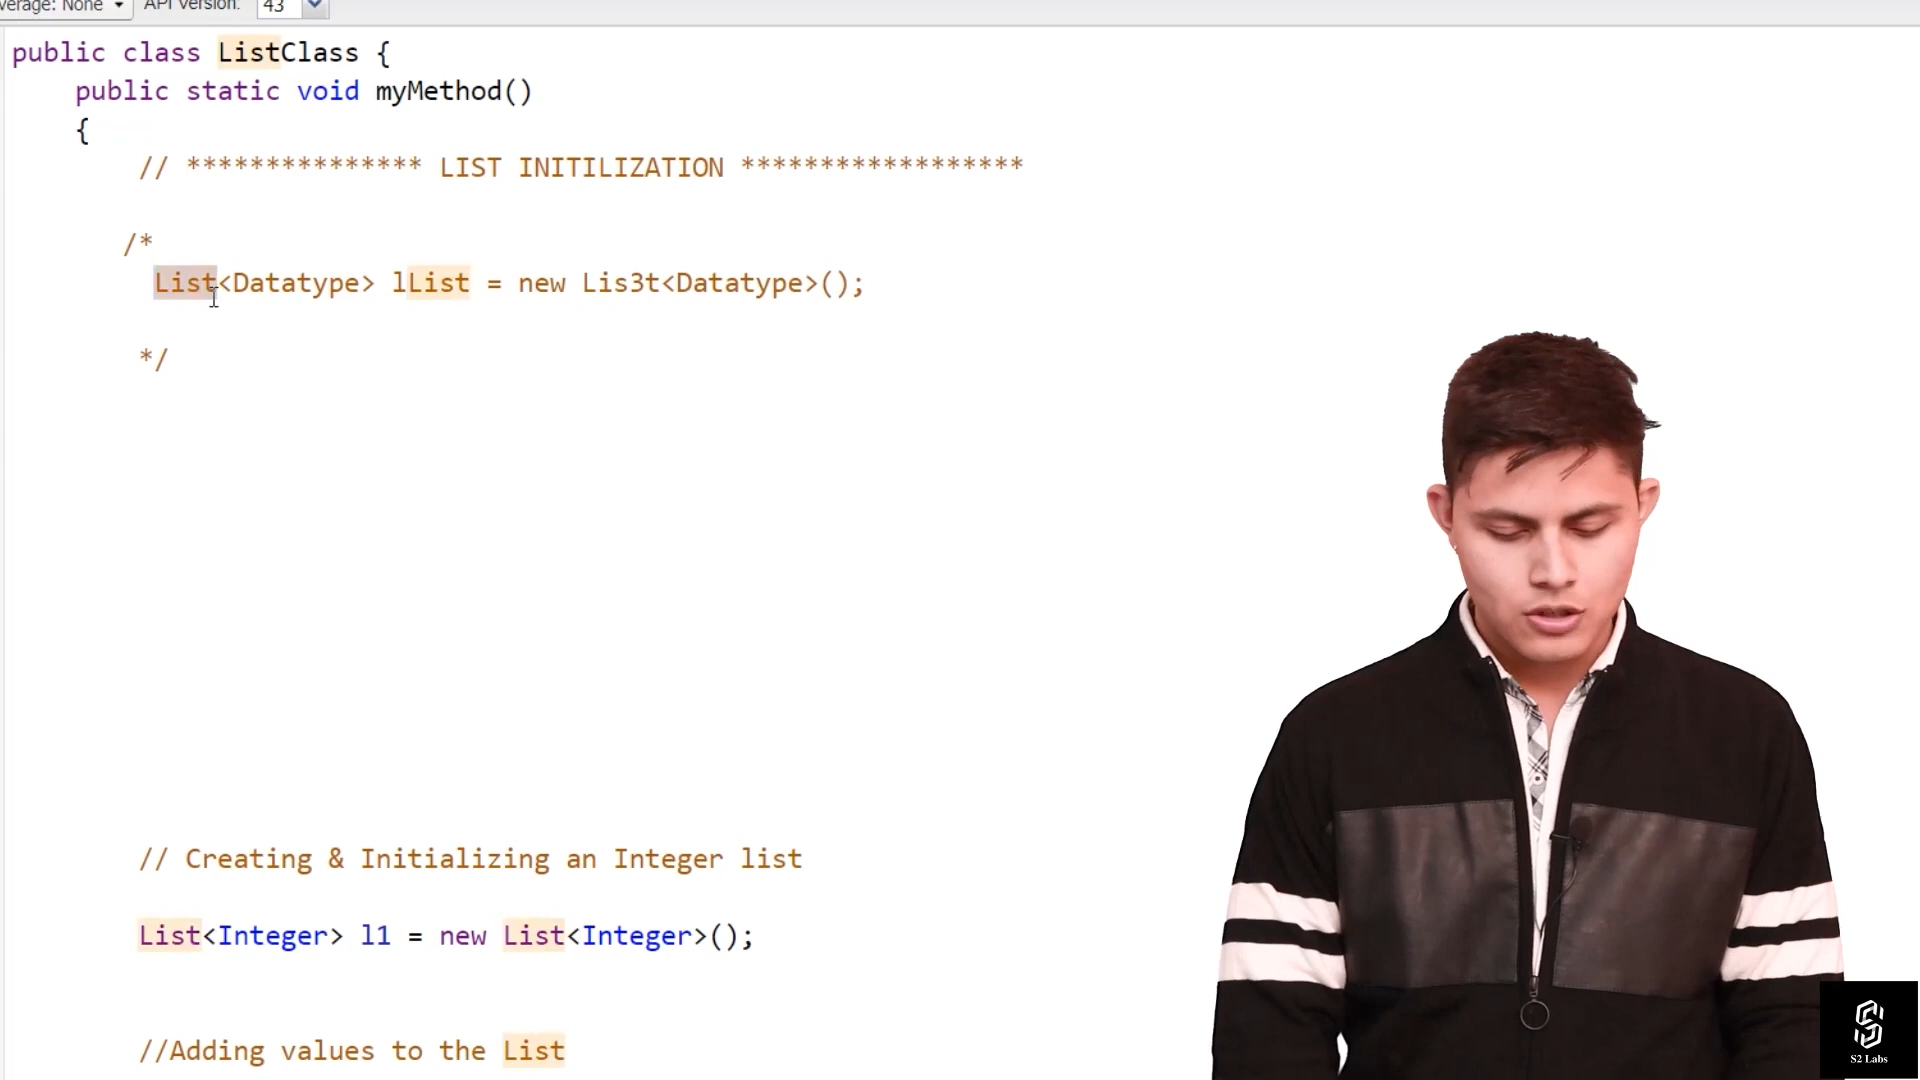 verage: None API Version: 43
public class ListClass {
public static void myMethod()
{
// *************** LIST INITILIZATION ******************
/*
List<Datatype> lList = new Lis3t<Datatype>();
*/
// Creating & Initializing an Integer list
List<Integer> l1 = new List<Integer>();
//Adding values to the List
S2 Labs